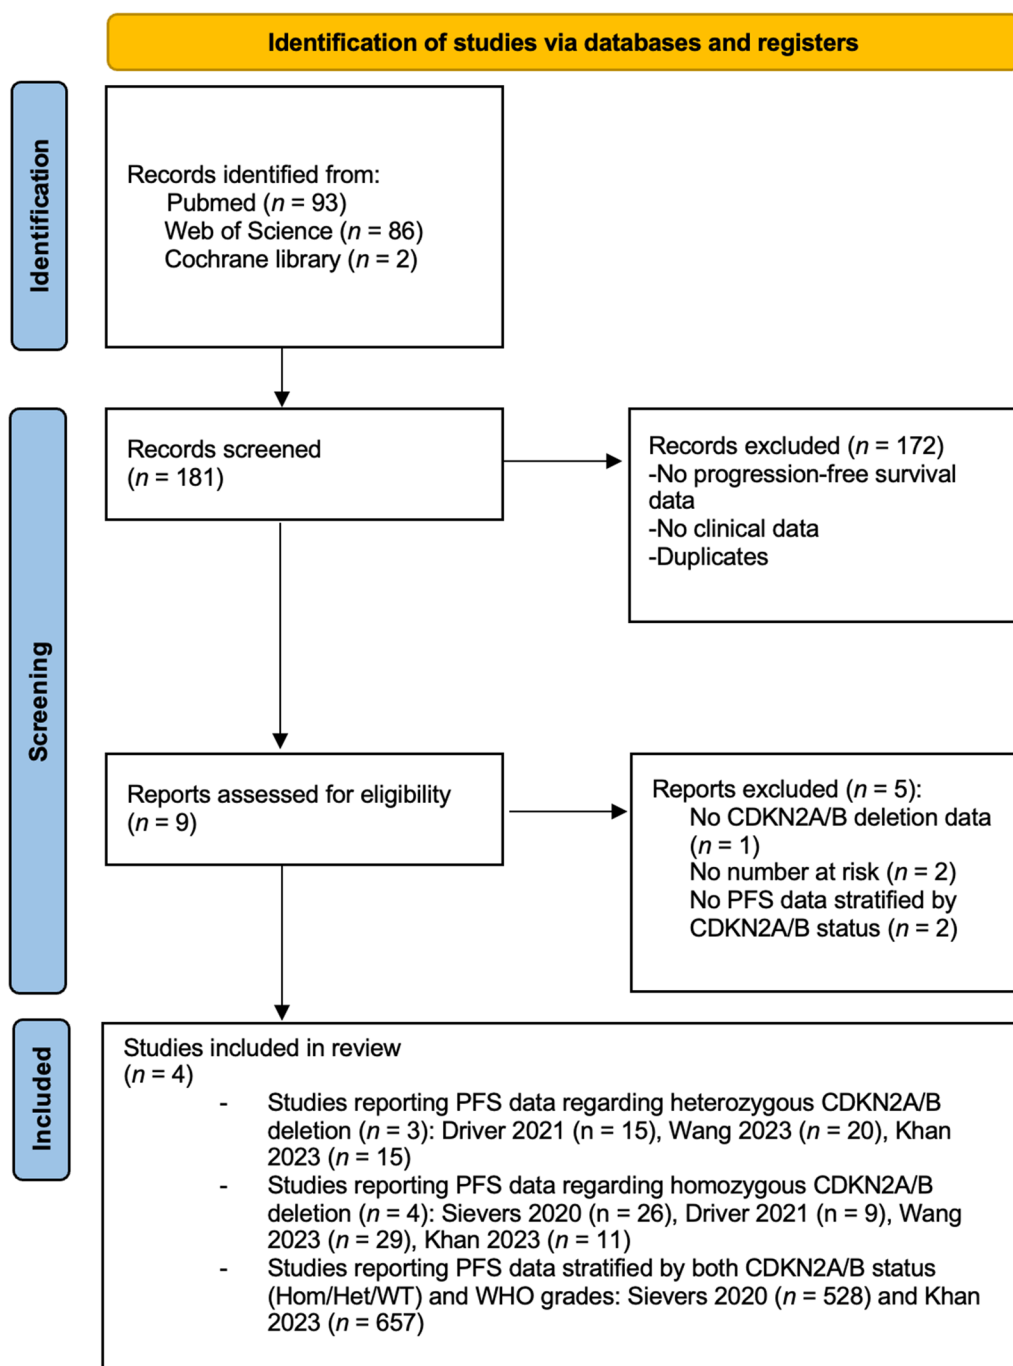 Identification of studies via databases and registers
Identification
Records identified from:
Pubmed (n = 93)
Web of Science (n = 86)
Cochrane library (n = 2)
Screening
Records screened
(n = 181)
Records excluded (n = 172)
-No progression-free survival
data
-No clinical data
-Duplicates
Reports assessed for eligibility
(n = 9)
Reports excluded (n = 5):
No CDKN2A/B deletion data
(n = 1)
No number at risk (n = 2)
No PFS data stratified by
CDKN2A/B status (n = 2)
Included
Studies included in review
(n = 4)
- Studies reporting PFS data regarding heterozygous CDKN2A/B
deletion (n = 3): Driver 2021 (n = 15), Wang 2023 (n = 20), Khan
2023 (n = 15)
- Studies reporting PFS data regarding homozygous CDKN2A/B
deletion (n = 4): Sievers 2020 (n = 26), Driver 2021 (n = 9), Wang
2023 (n = 29), Khan 2023 (n = 11)
- Studies reporting PFS data stratified by both CDKN2A/B status
(Hom/Het/WT) and WHO grades: Sievers 2020 (n = 528) and Khan
2023 (n = 657)